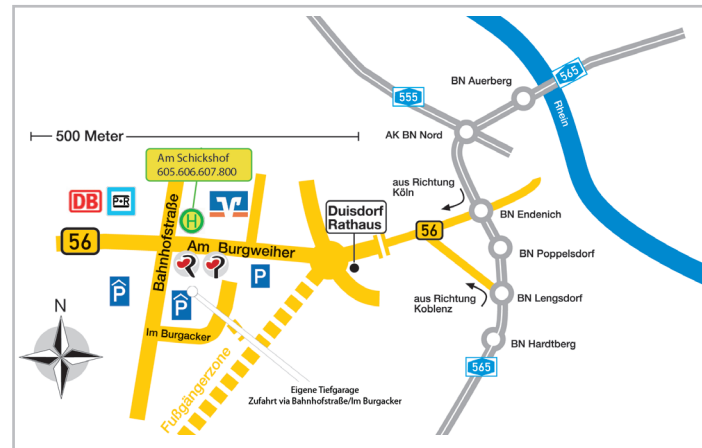 565
BN Auerberg
555
Rhein
AK BN Nord
500 Meter
Am Schickshof
605.606.607.800
DB
P+R
H
Bahnhofstraße
aus Richtung
Köln
Duisdorf
Rathaus
BN Endenich
56
56
Am Burgweiher
BN Poppelsdorf
P
P
P
aus Richtung
Koblenz
BN Lengsdorf
N
Im Burgacker
BN Hardtberg
565
Fußgängerzone
Eigene Tiefgarage
Zufahrt via Bahnhofstraße/Im Burgacker